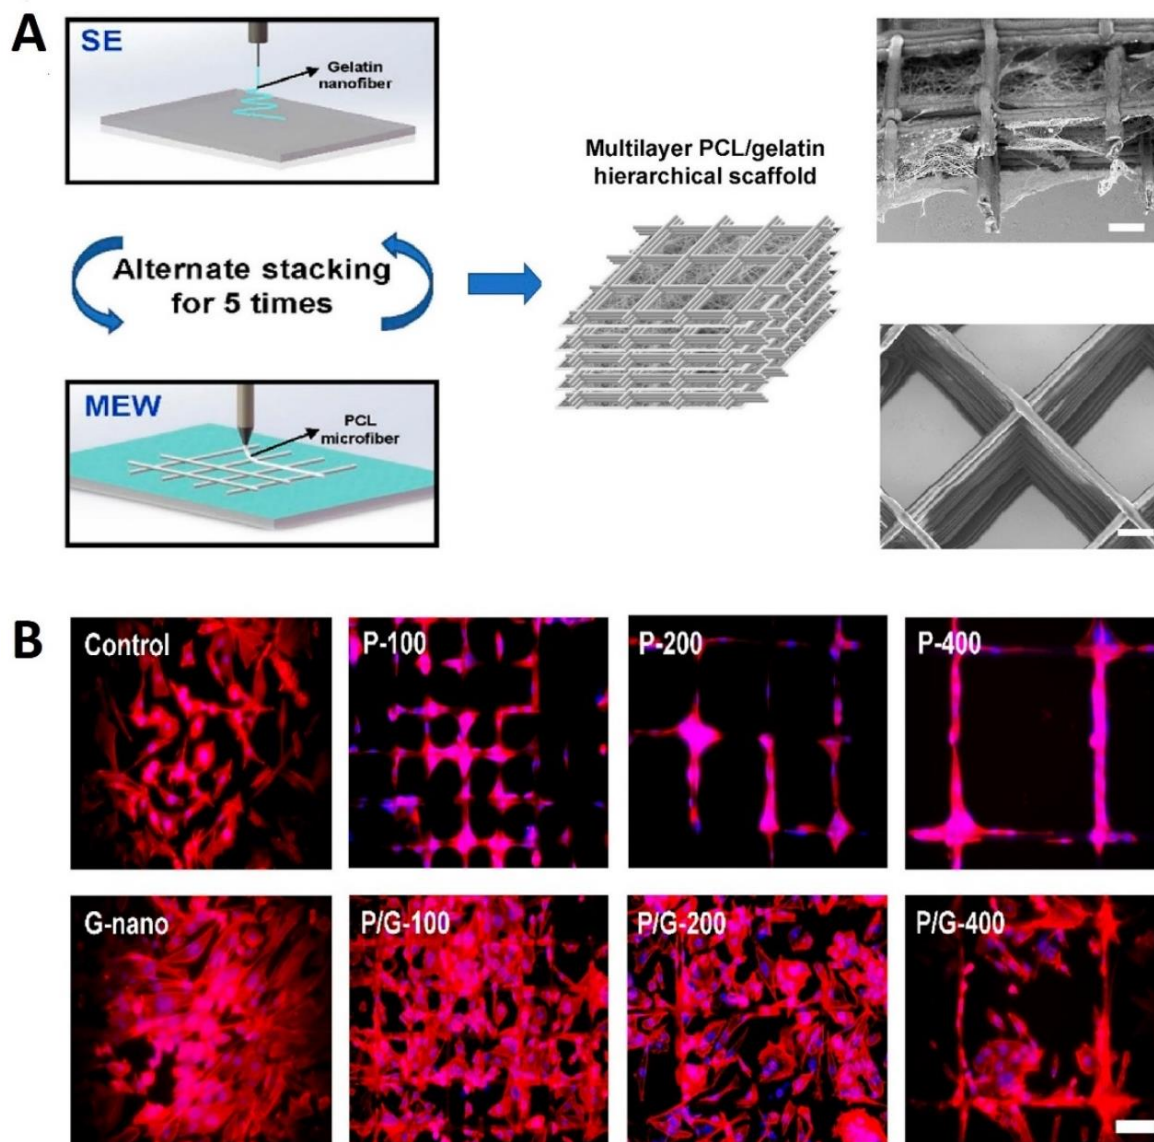 A
SE
Gelatin
nanofiber
Alternate stacking
for 5 times
MEW
PCL
microfiber
Multilayer PCL/gelatin
hierarchical scaffold
B
Control
P-100
P-200
P-400
G-nano
P/G-100
P/G-200
P/G-400